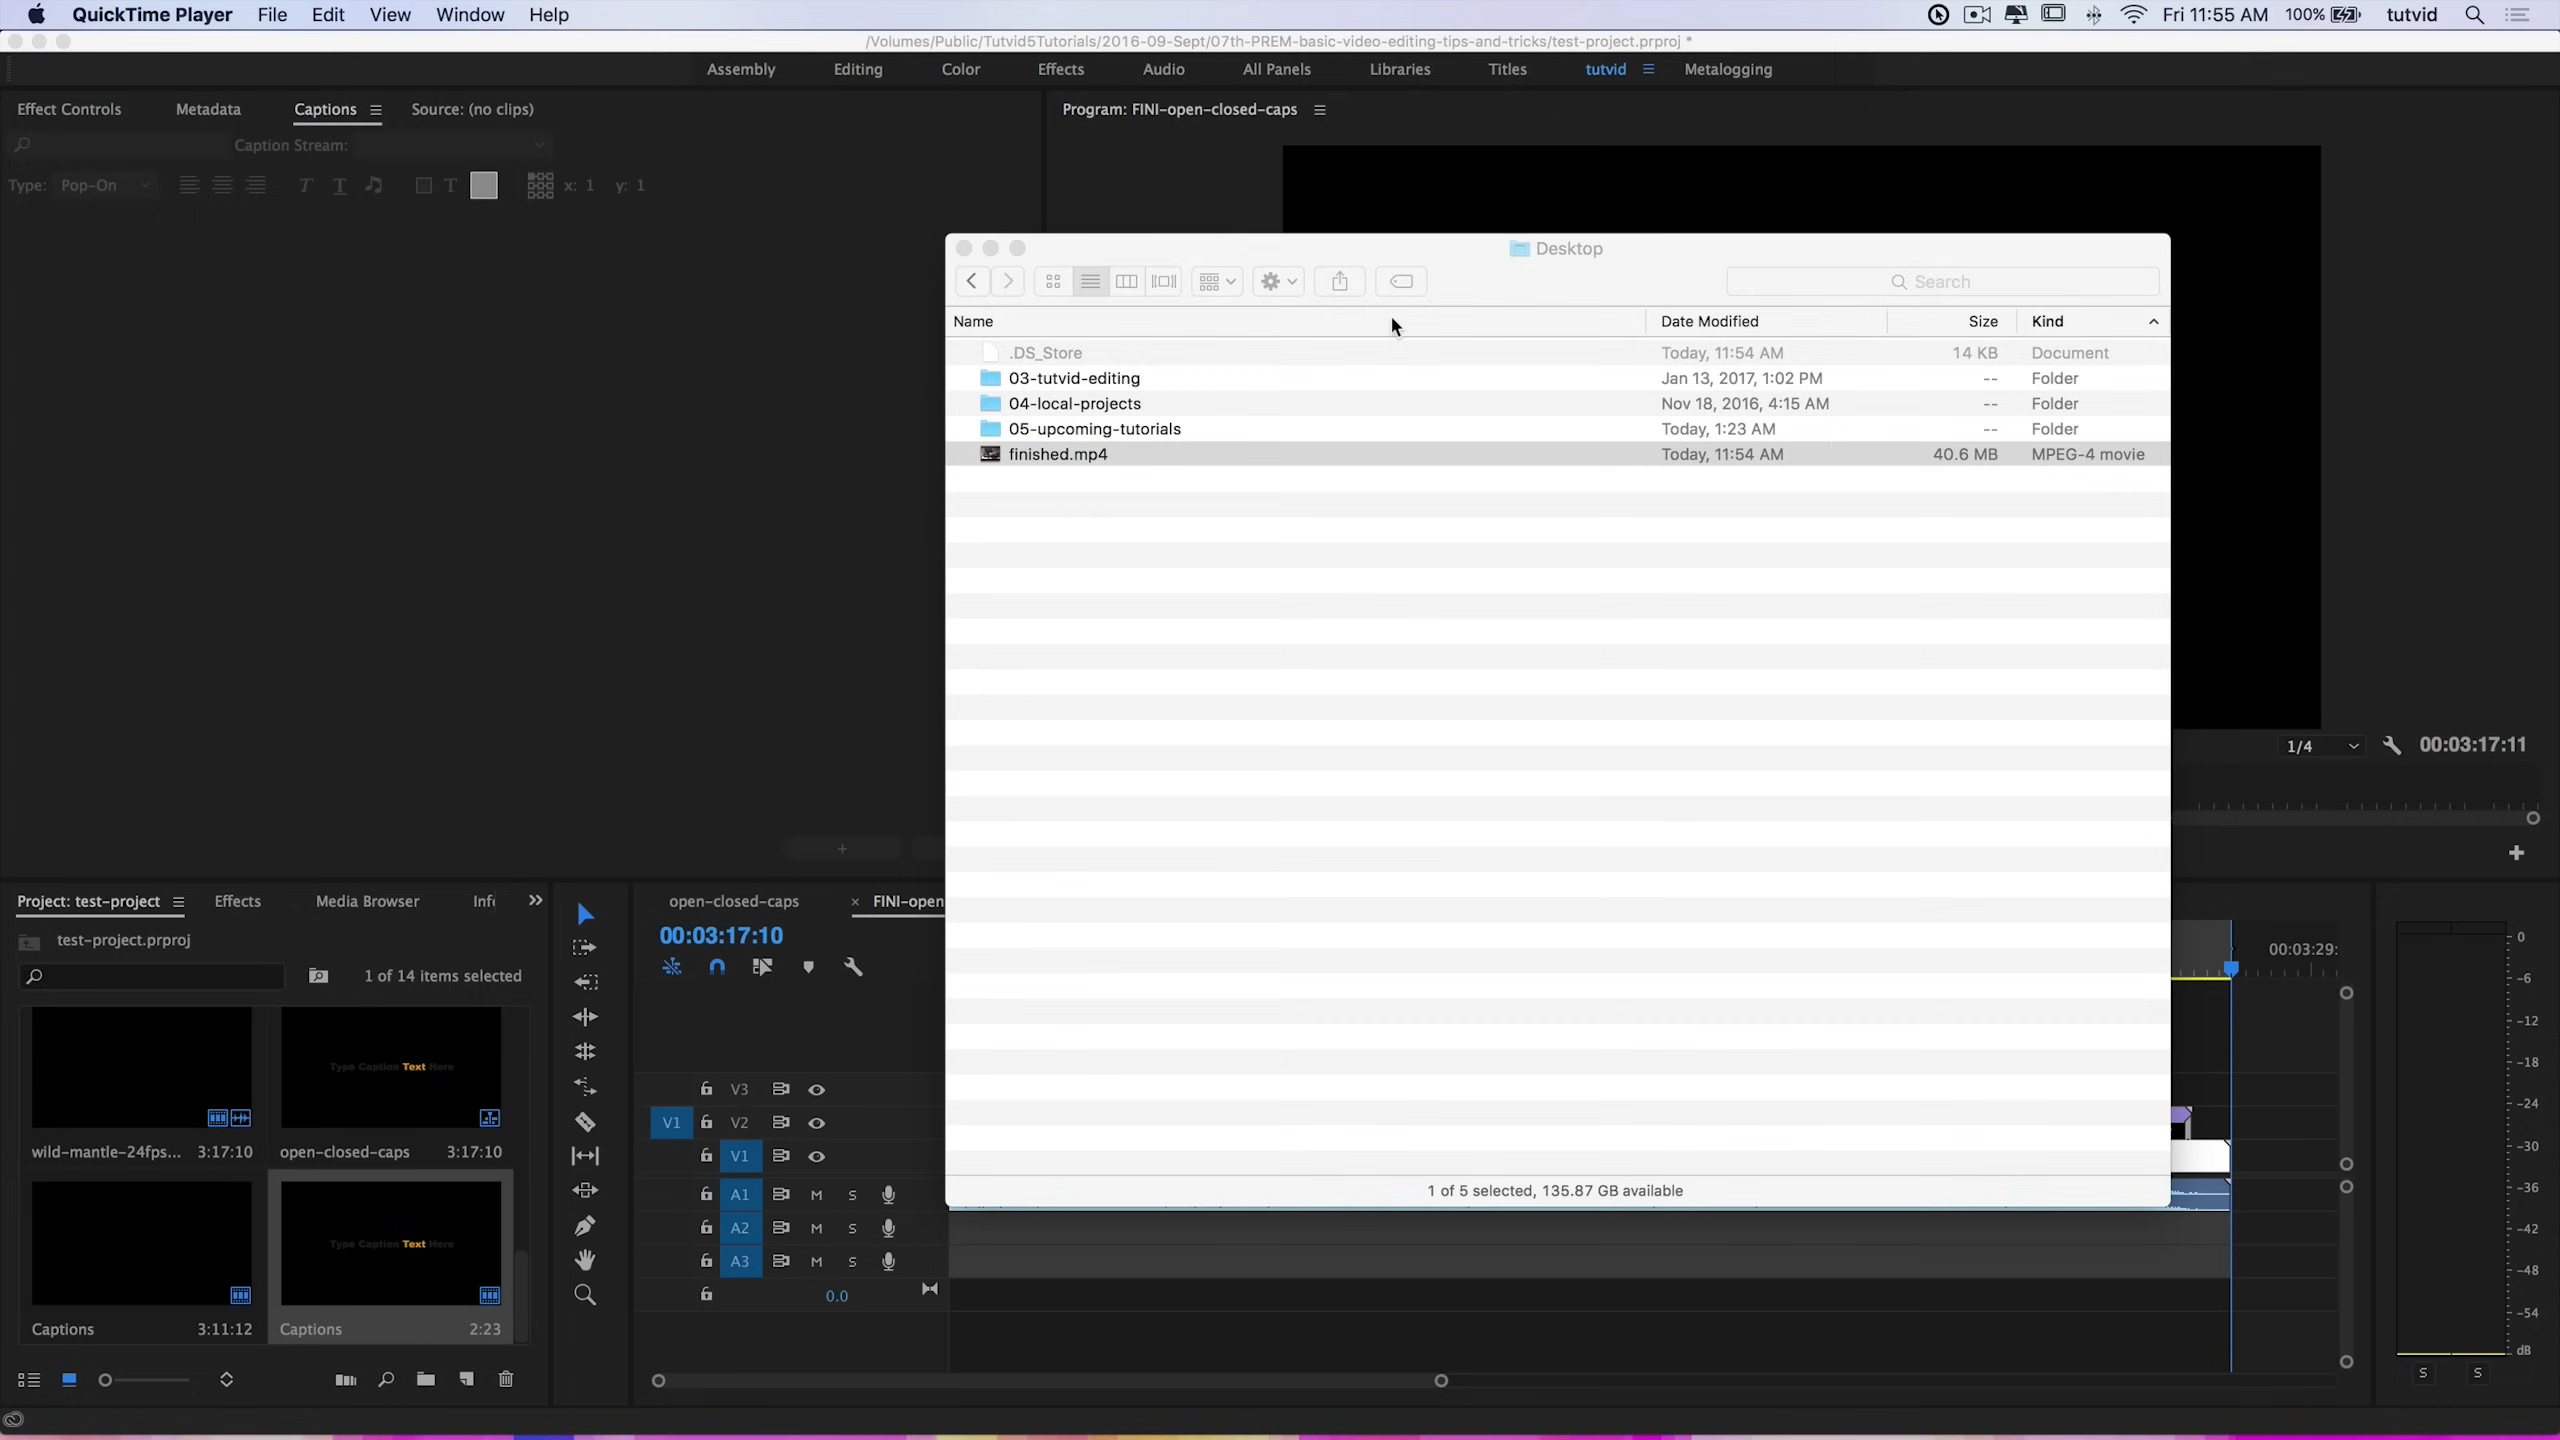 QuickTime Player File Edit View Window Help Fri 11:55 AM 100% tutvid
/Volumes/Public/Tutvid5Tutorials/2016-09-Sept/07th-PREM-basic-video-editing-tips-and-tricks/test-project.prproj *
Assembly Editing Color Effects Audio All Panels Libraries Titles tutvid Metalogging
Effect Controls Metadata Captions Source: (no clips) Program: FINI-open-closed-caps
Caption Stream:
Type: Pop-On T T T x: 1 y: 1
Desktop
Search
Name Date Modified Size Kind
.DS_Store Today, 11:54 AM 14 KB Document
03-tutvid-editing Jan 13, 2017, 1:02 PM -- Folder
04-local-projects Nov 18, 2016, 4:15 AM -- Folder
05-upcoming-tutorials Today, 1:23 AM -- Folder
finished.mp4 Today, 11:54 AM 40.6 MB MPEG-4 movie
1/4 00:03:17:11
Project: test-project Effects Media Browser Info open-closed-caps × FINI-open
00:03:17:10
test-project.prproj
1 of 14 items selected
00:03:29:
Type Caption Text Here
wild-mantle-24fps... 3:17:10 open-closed-caps 3:17:10
Type Caption Text Here
Captions 3:11:12 Captions 2:23
V3
V1 V2
V1
A1 M S
A2 M S
A3 M S
0.0
1 of 5 selected, 135.87 GB available
0
-6
-12
-18
-24
-30
-36
-42
-48
-54
dB
S S